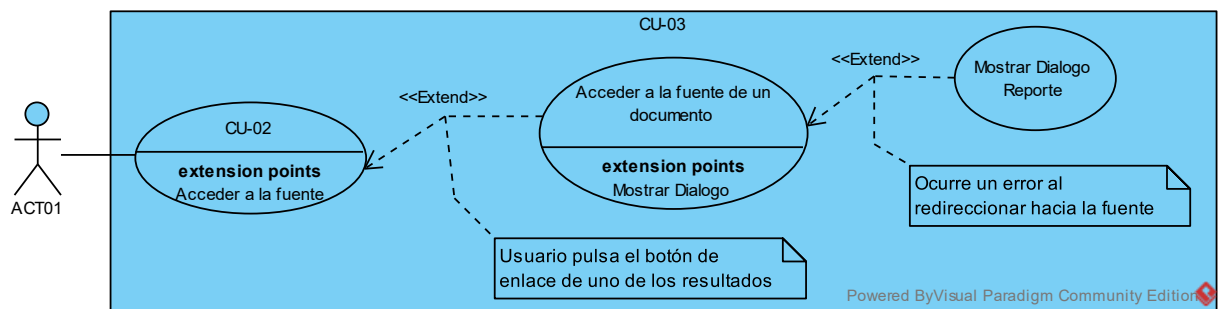 CU-03
<<Extend>>
Mostrar Dialogo
Reporte
Acceder a la fuente de un
documento
<<Extend>>
CU-02
extension points
Acceder a la fuente
extension points
Mostrar Dialogo
ACT01
Ocurre un error al
redireccionar hacia la fuente
Usuario pulsa el botón de
enlace de uno de los resultados
Powered ByVisual Paradigm Community Edition